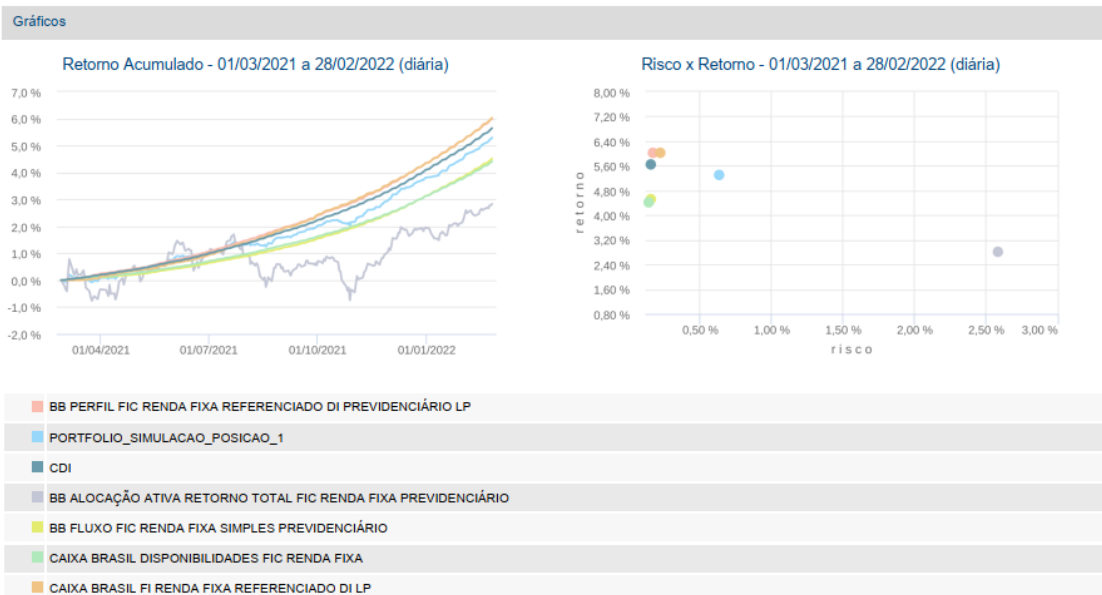 Gráficos
Retorno Acumulado - 01/03/2021 a 28/02/2022 (diária)
7,0 %
6,0 %
5,0 %
4,0 %
3,0 %
2,0 %
1,0 %
0,0 %
-1,0 %
-2,0 %
01/04/2021 01/07/2021 01/10/2021 01/01/2022
Risco x Retorno - 01/03/2021 a 28/02/2022 (diária)
8,00 %
7,20 %
6,40 %
5,60 %
4,80 %
4,00 %
3,20 %
2,40 %
1,60 %
0,80 %
retorno
0,50 % 1,00 % 1,50 % 2,00 % 2,50 % 3,00 %
risco
BB PERFIL FIC RENDA FIXA REFERENCIADO DI PREVIDENCIÁRIO LP
PORTFOLIO_SIMULACAO_POSICAO_1
CDI
BB ALOCAÇÃO ATIVA RETORNO TOTAL FIC RENDA FIXA PREVIDENCIÁRIO
BB FLUXO FIC RENDA FIXA SIMPLES PREVIDENCIÁRIO
CAIXA BRASIL DISPONIBILIDADES FIC RENDA FIXA
CAIXA BRASIL FI RENDA FIXA REFERENCIADO DI LP